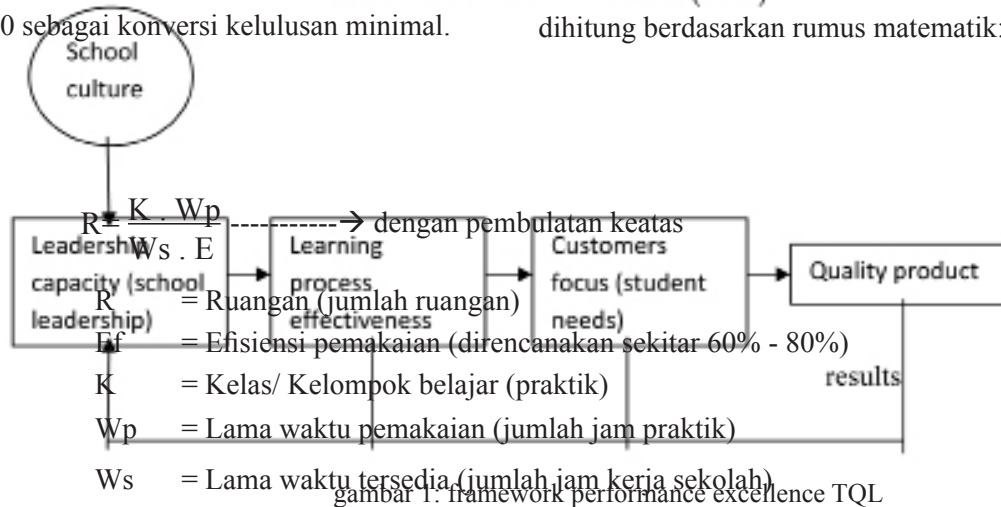 0 sebagai konversi kelulusan minimal.
dihitung berdasarkan rumus matematik:
School
culture
R= K . Wp
Ws . E
-----------→ dengan pembulatan keatas
Leadership
capacity (school
leadership)
Learning
process
effectiveness
Customers
focus (student
needs)
Quality product
results
R = Ruangan (jumlah ruangan)
Ef = Efisiensi pemakaian (direncanakan sekitar 60% - 80%)
K = Kelas/ Kelompok belajar (praktik)
Wp = Lama waktu pemakaian (jumlah jam praktik)
Ws = Lama waktu tersedia (jumlah jam kerja sekolah)
gambar 1: framework performance excellence TQL